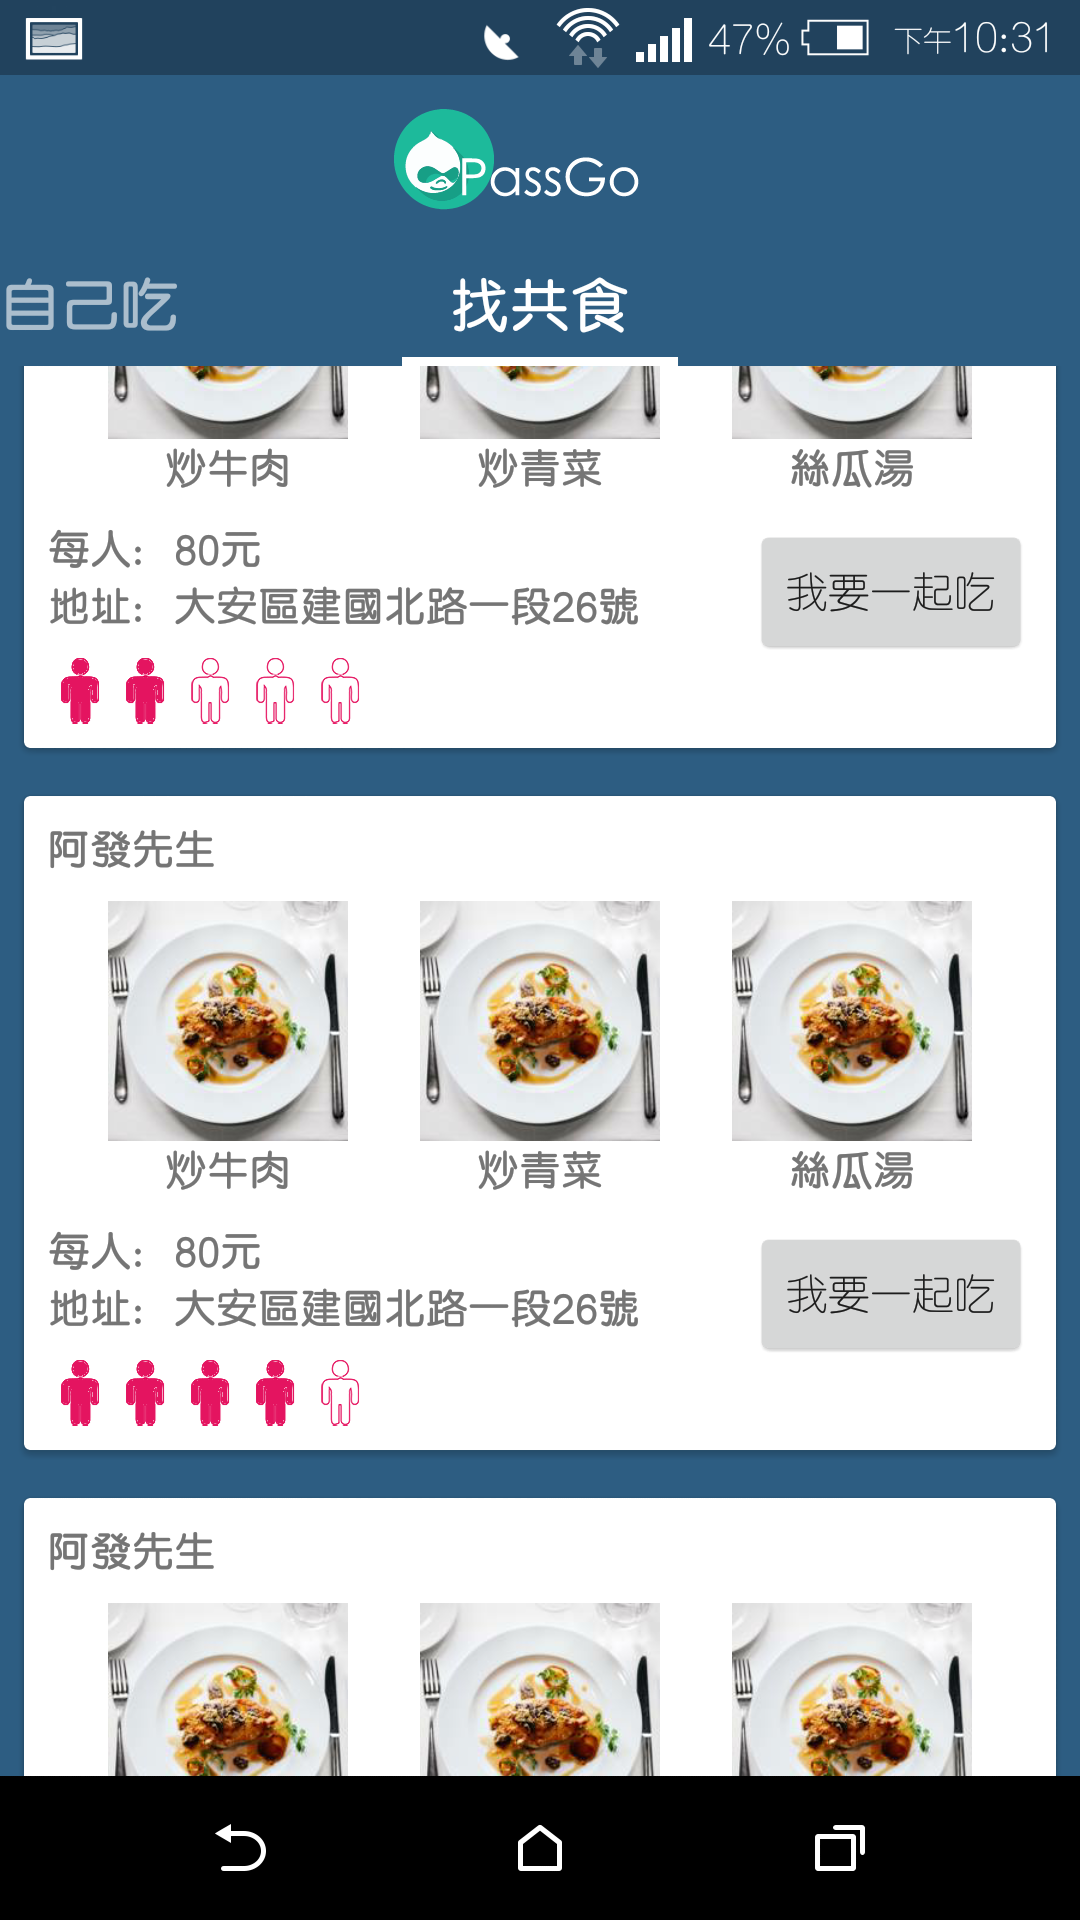 47% 下午10:31
PassGo
自己吃 找共食
炒牛肉 炒青菜 絲瓜湯
每人: 80元
地址: 大安區建國北路一段26號
我要一起吃
阿發先生
炒牛肉 炒青菜 絲瓜湯
每人: 80元
地址: 大安區建國北路一段26號
我要一起吃
阿發先生